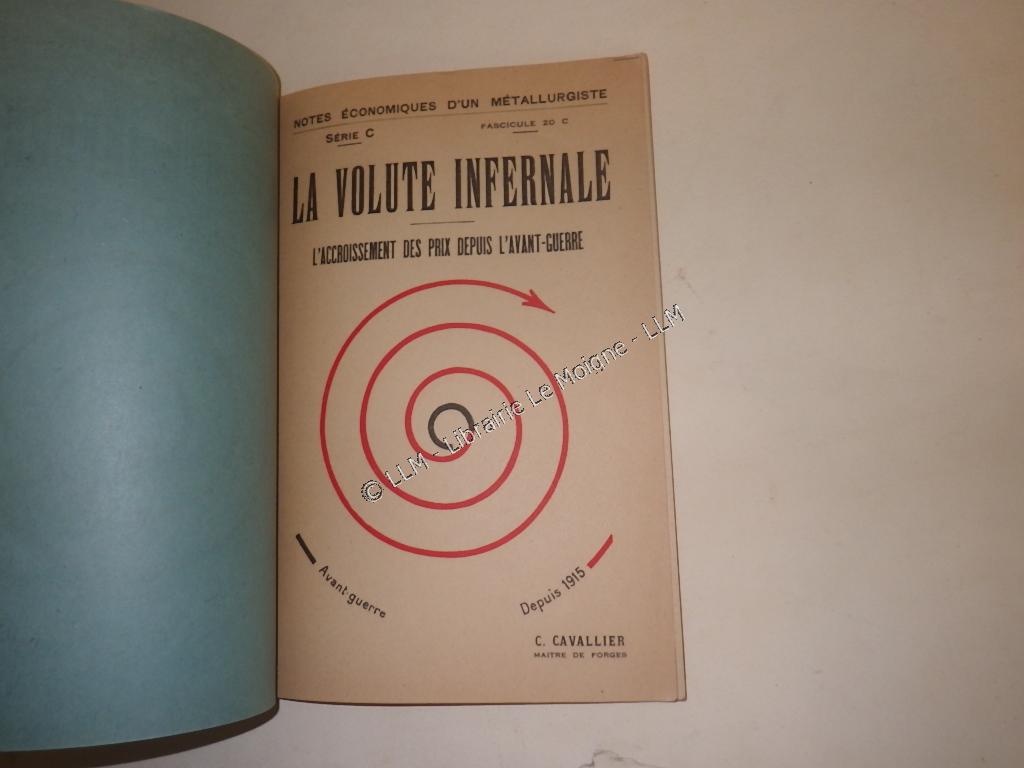 NOTES ÉCONOMIQUES D'UN MÉTALLURGISTE
SÉRIE C
FASCICULE 20 C
LA VOLUTE INFERNALE
L'ACCROISSEMENT DES PRIX DEPUIS L'AVANT-GUERRE
© LLM - Librairie Le Moigne - LLM
Avant-guerre
Depuis 1915
C. CAVALLIER
MAITRE DE FORGES